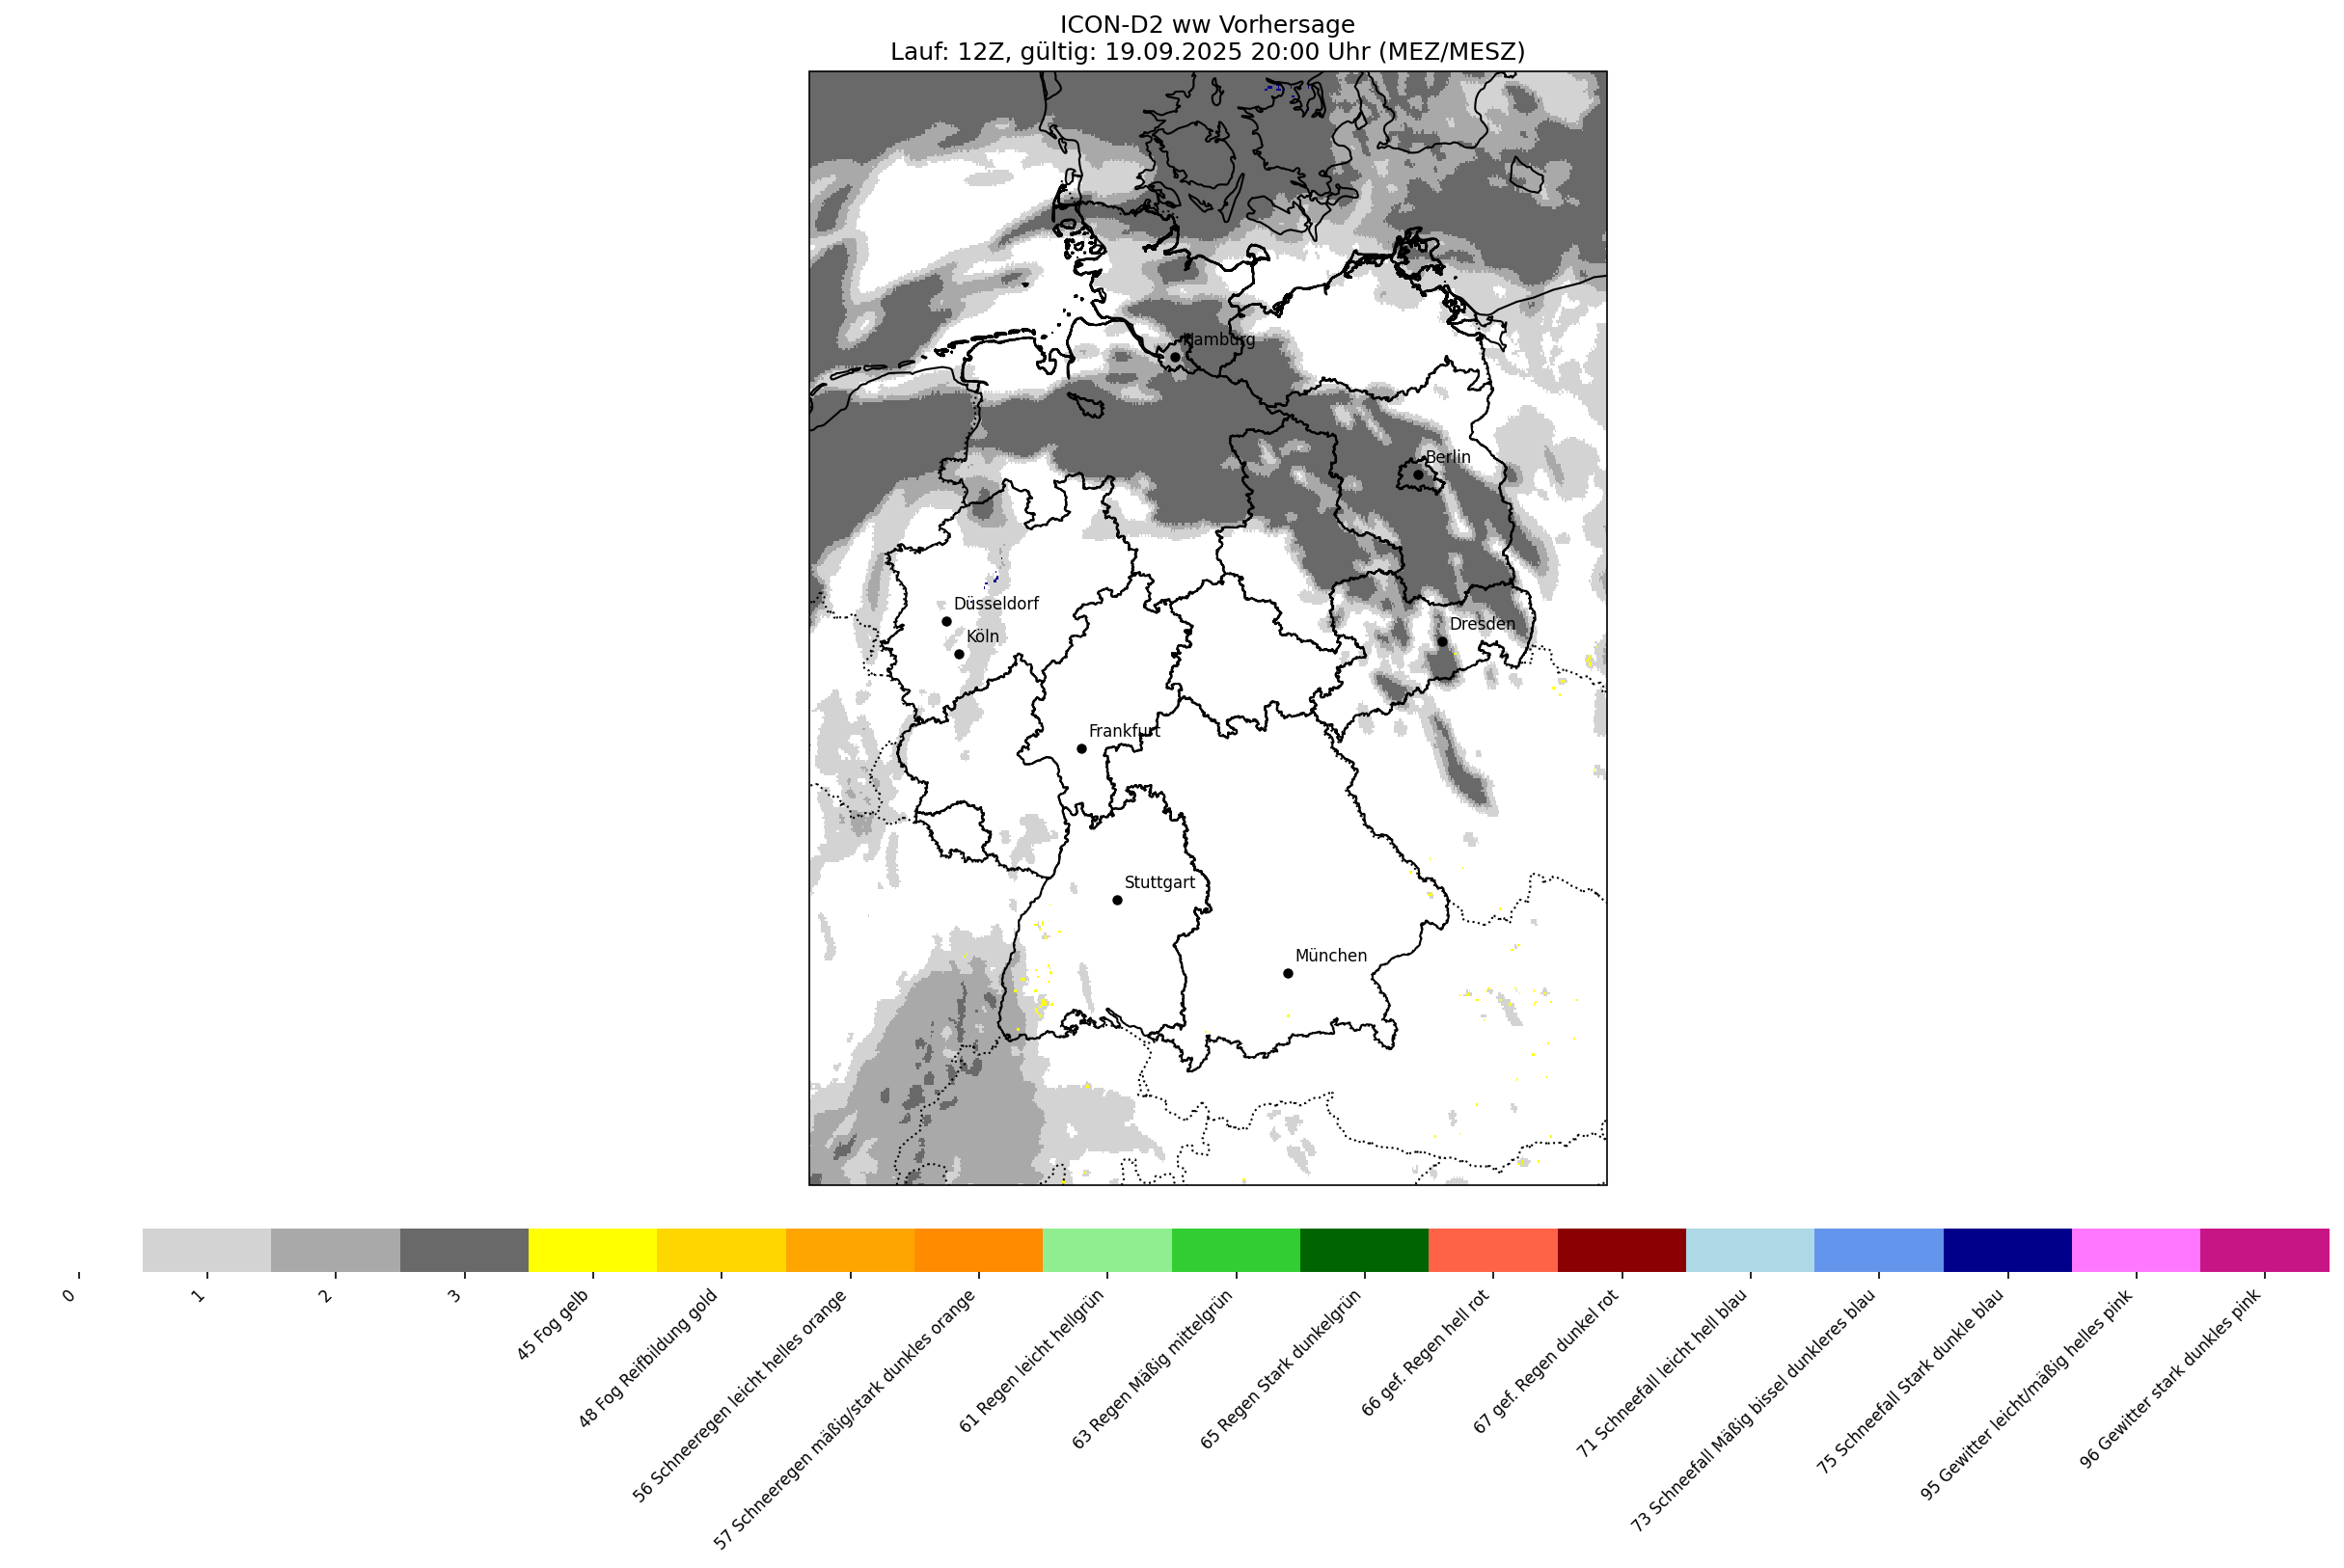 ICON-D2 ww Vorhersage
Lauf: 12Z, gültig: 19.09.2025 20:00 Uhr (MEZ/MESZ)
Hamburg
Berlin
Düsseldorf
Dresden
Köln
Frankfurt
Stuttgart
München
0
1
2
3
45 Fog gelb
48 Fog Reifbildung gold
56 Schneeregen leicht helles orange
57 Schneeregen mäßig/stark dunkles orange
61 Regen leicht hellgrün
63 Regen Mäßig mittelgrün
65 Regen Stark dunkelgrün
66 gef. Regen hell rot
67 gef. Regen dunkel rot
71 Schneefall leicht hell blau
73 Schneefall Mäßig bissel dunkleres blau
75 Schneefall Stark dunkle blau
95 Gewitter leicht/mäßig helles pink
96 Gewitter stark dunkles pink